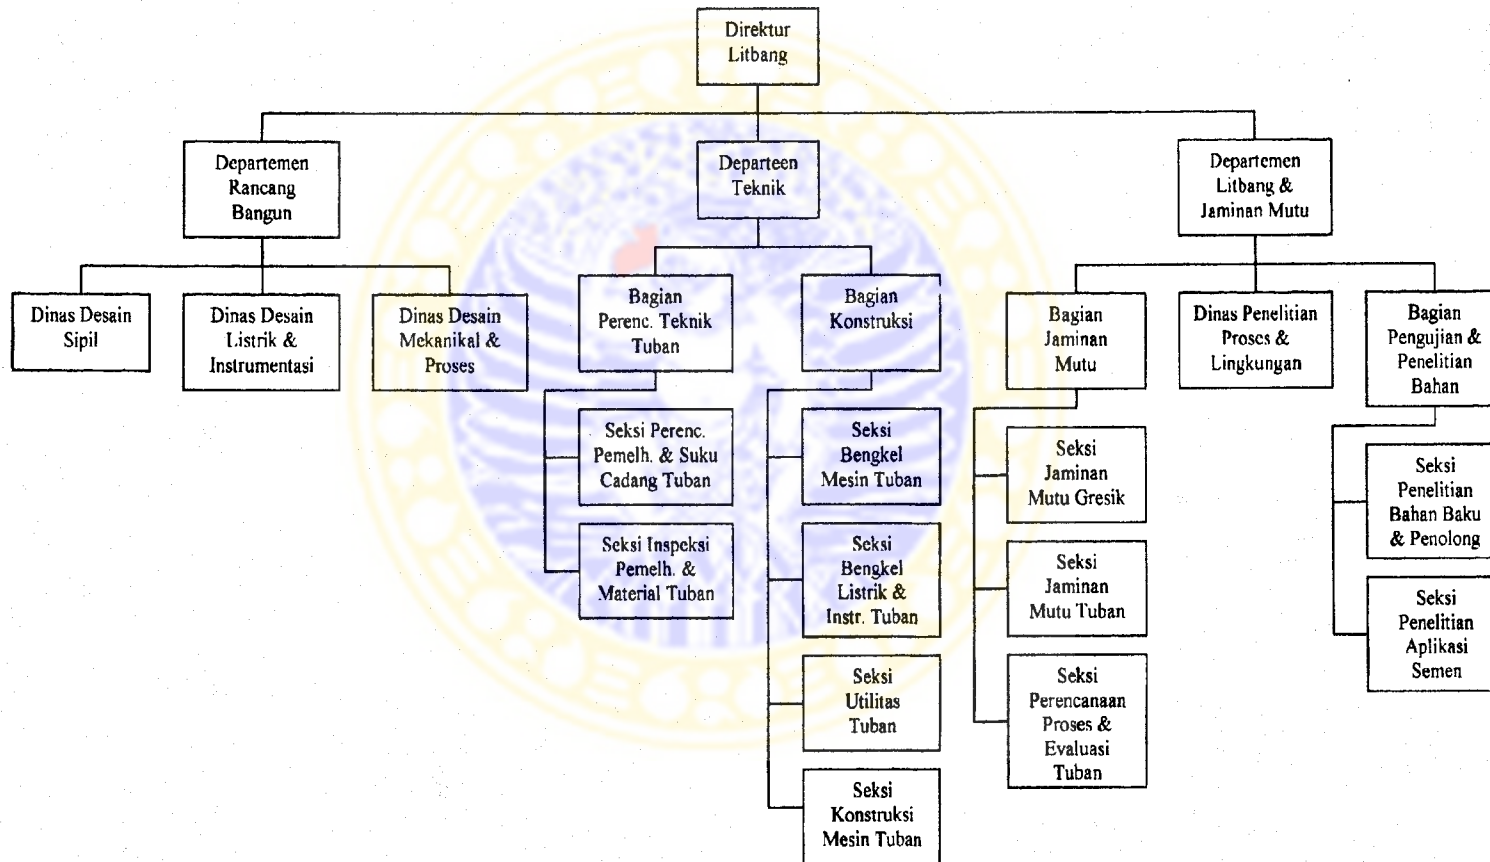 Direktur
Litbang
Departemen
Rancang
Bangun
Departeen
Teknik
Departemen
Litbang &
Jaminan Mutu
Dinas Desain
Sipil
Dinas Desain
Listrik &
Instrumentasi
Dinas Desain
Mekanikal &
Proses
Bagian
Perenc. Teknik
Tuban
Bagian
Konstruksi
Bagian
Jaminan
Mutu
Dinas Penelitian
Proses &
Lingkungan
Bagian
Pengujian &
Penelitian
Bahan
Seksi Perenc.
Pemelh. & Suku
Cadang Tuban
Seksi Inspeksi
Pemelh. &
Material Tuban
Seksi
Bengkel
Mesin Tuban
Seksi
Bengkel
Listrik &
Instr. Tuban
Seksi
Utilitas
Tuban
Seksi
Konstruksi
Mesin Tuban
Seksi
Jaminan
Mutu Gresik
Seksi
Jaminan
Mutu Tuban
Seksi
Perencanaan
Proses &
Evaluasi
Tuban
Seksi
Penelitian
Bahan Baku
& Penolong
Seksi
Penelitian
Aplikasi
Semen